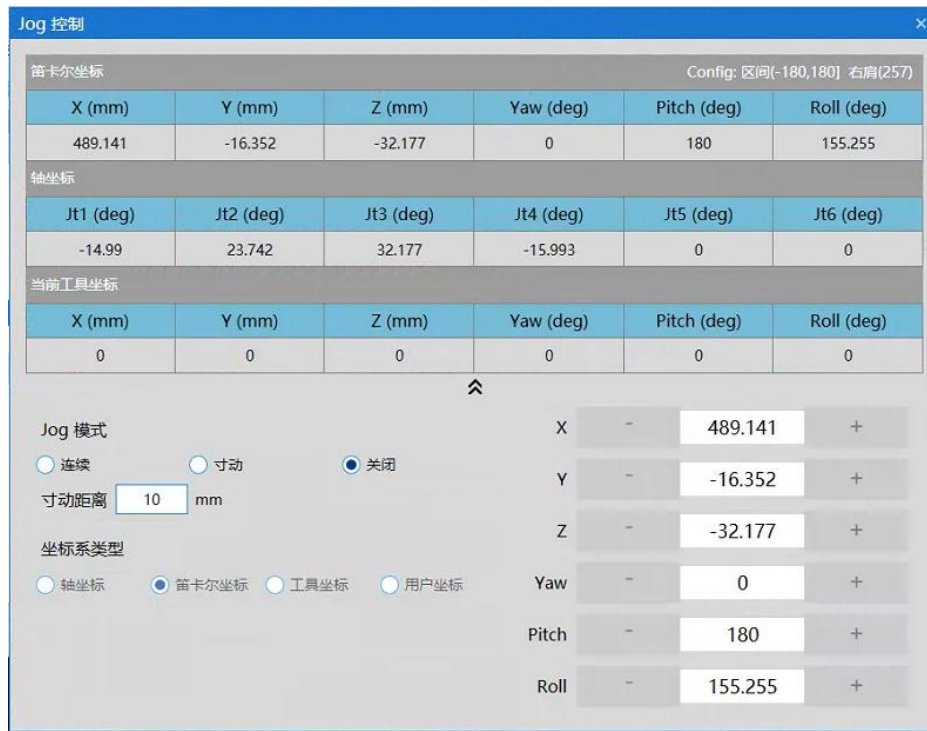 Jog 控制 ×
笛卡尔坐标 Config: 区间(-180,180] 右肩(257)
X (mm) Y (mm) Z (mm) Yaw (deg) Pitch (deg) Roll (deg)
489.141 -16.352 -32.177 0 180 155.255
轴坐标
Jt1 (deg) Jt2 (deg) Jt3 (deg) Jt4 (deg) Jt5 (deg) Jt6 (deg)
-14.99 23.742 32.177 -15.993 0 0
当前工具坐标
X (mm) Y (mm) Z (mm) Yaw (deg) Pitch (deg) Roll (deg)
0 0 0 0 0 0
Jog 模式
连续 寸动 关闭
寸动距离 10 mm
坐标系类型
轴坐标 笛卡尔坐标 工具坐标 用户坐标
X - 489.141 +
Y - -16.352 +
Z - -32.177 +
Yaw - 0 +
Pitch - 180 +
Roll - 155.255 +